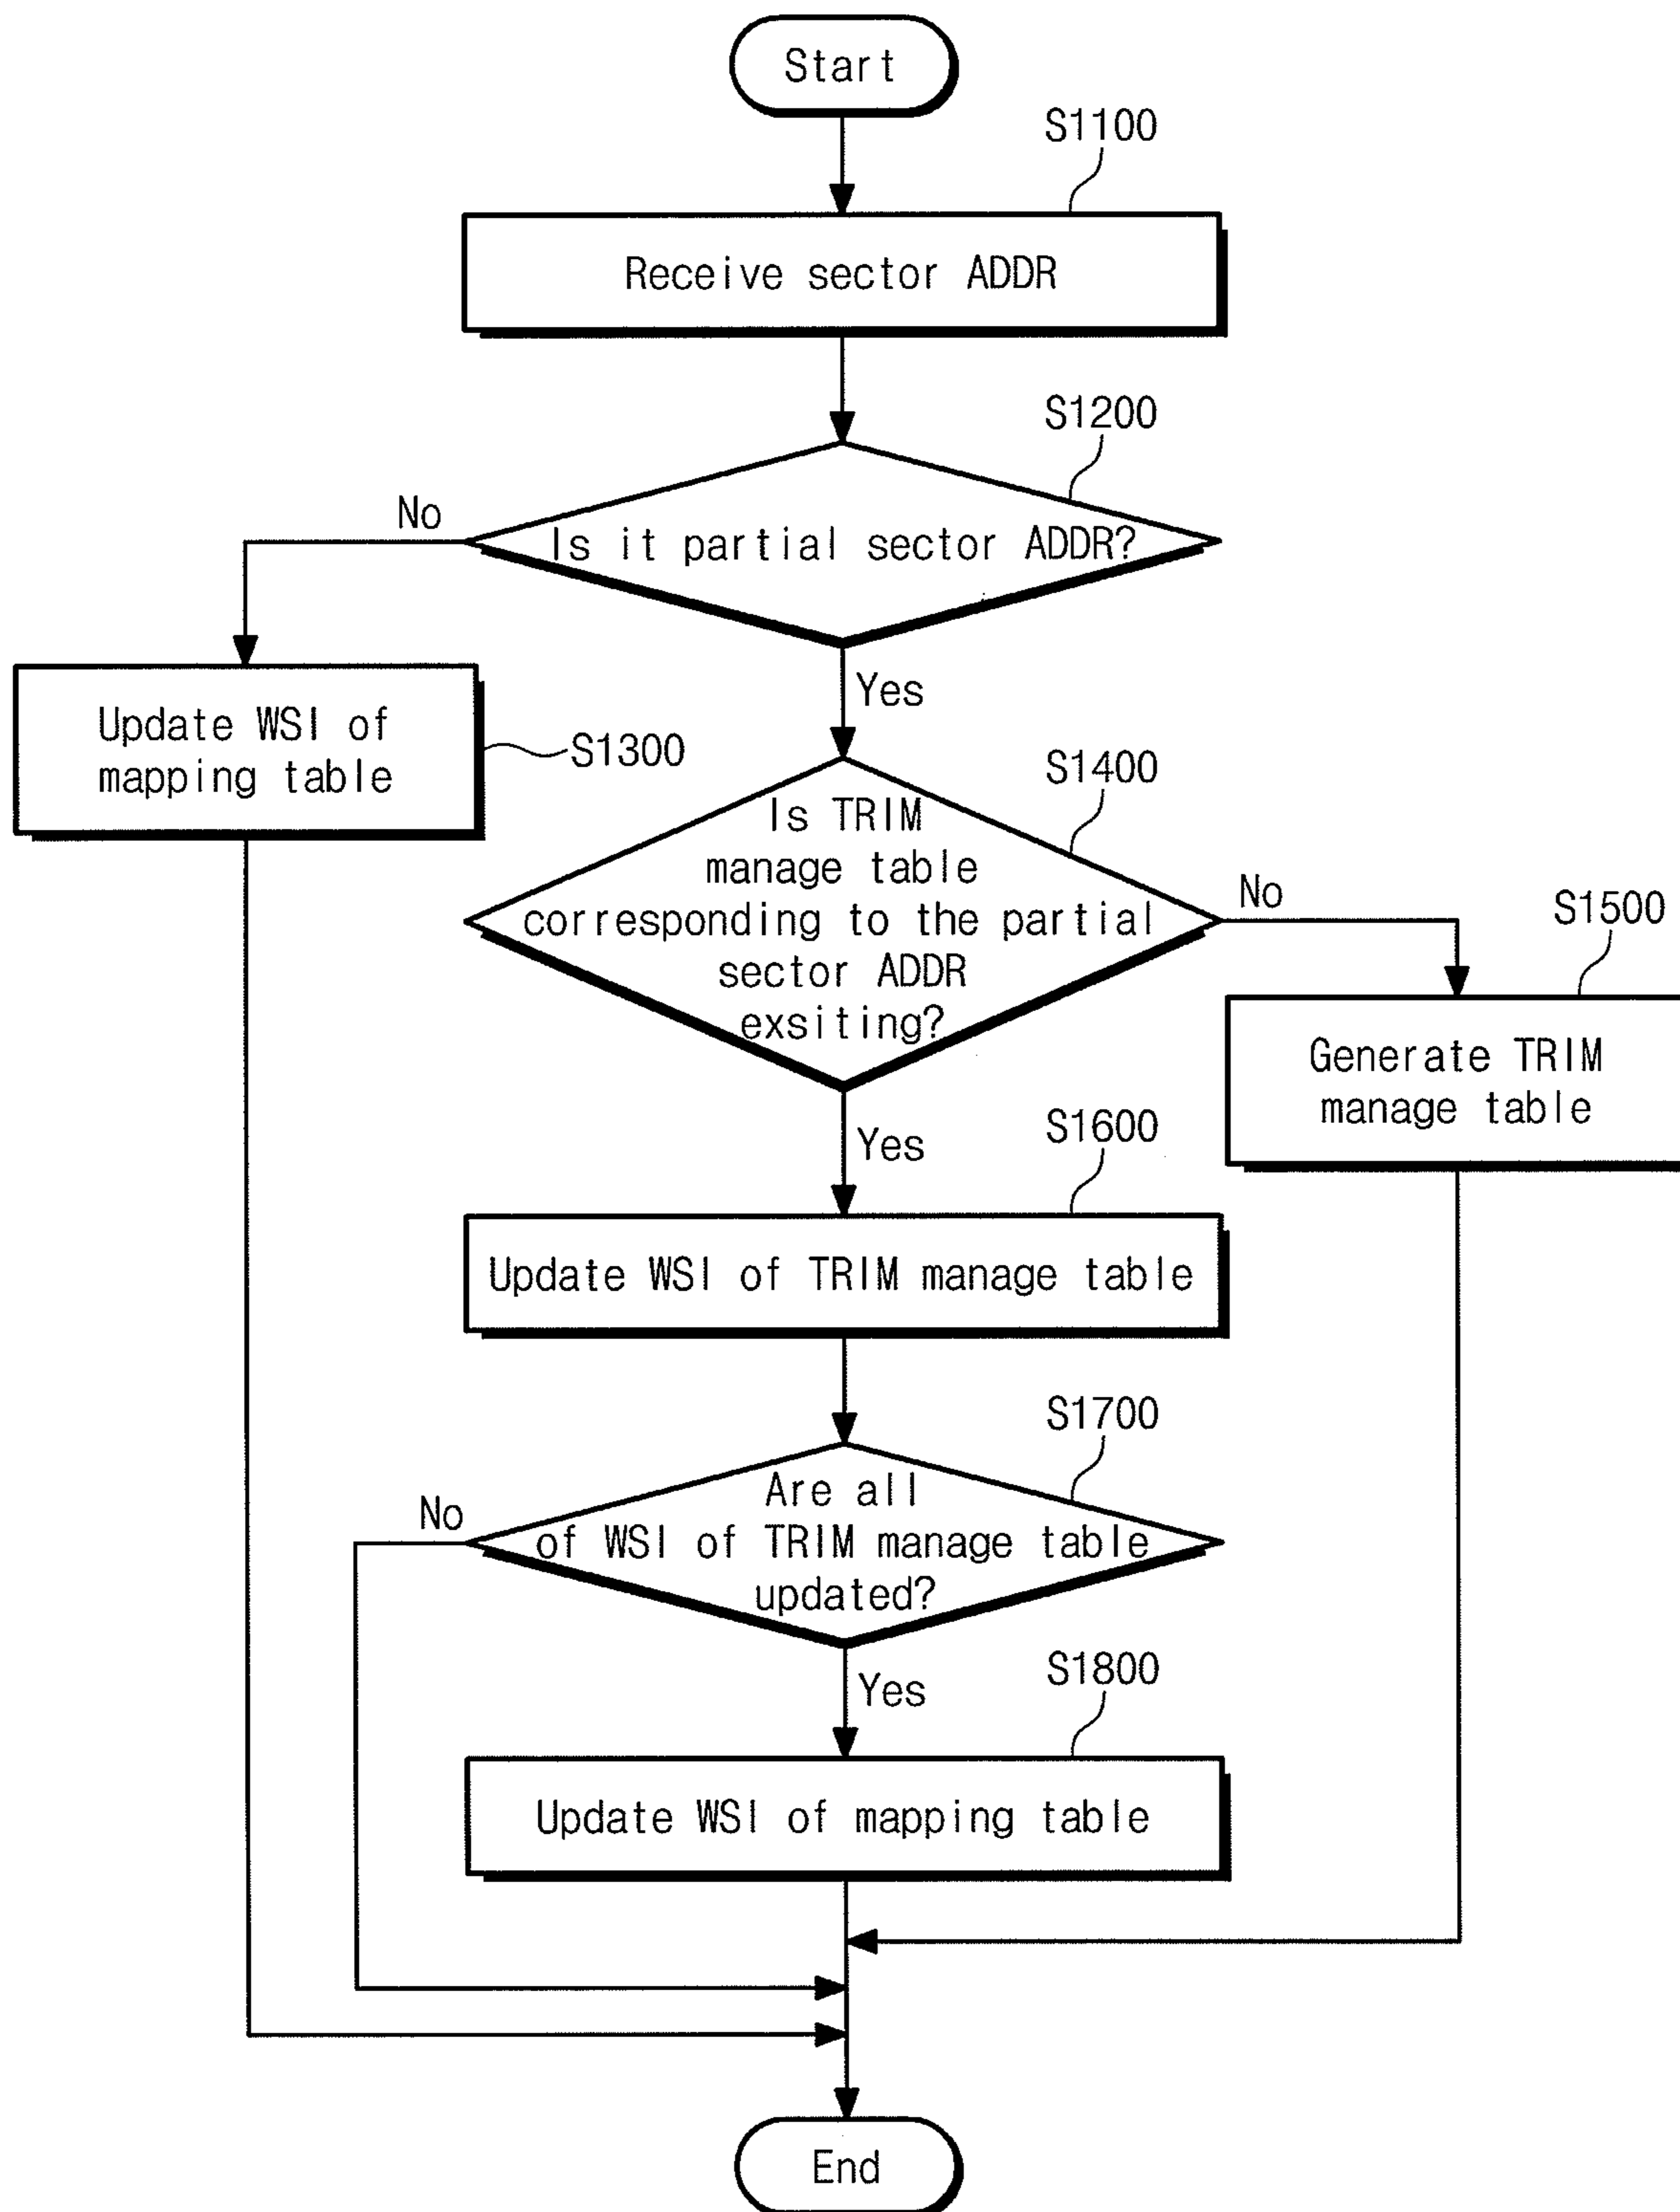 Start
S1100
Receive sector ADDR
S1200
Is it partial sector ADDR?
No
Yes
Update WSI of
mapping table
S1300
S1400
Is TRIM
manage table
corresponding to the partial
sector ADDR
exsiting?
No
S1500
Generate TRIM
manage table
Yes
S1600
Update WSI of TRIM manage table
S1700
Are all
of WSI of TRIM manage table
updated?
No
Yes
S1800
Update WSI of mapping table
End